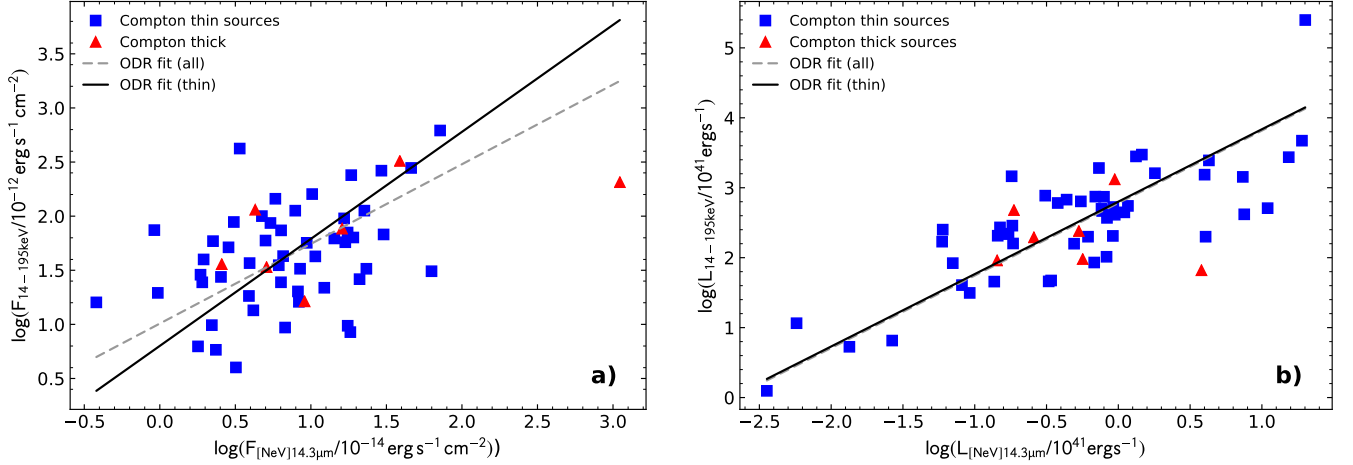 Compton thin sources
Compton thick
ODR fit (all)
ODR fit (thin)
log(F14−195keV/10−12 erg s−1 cm−2)
3.5
3.0
2.5
2.0
1.5
1.0
0.5
a)
−0.5 0.0 0.5 1.0 1.5 2.0 2.5 3.0
log(F[NeV]14.3μm/10−14 erg s−1 cm−2))
Compton thin sources
Compton thick sources
ODR fit (all)
ODR fit (thin)
log(L14−195keV/1041ergs−1)
5
4
3
2
1
0
b)
−2.5 −2.0 −1.5 −1.0 −0.5 0.0 0.5 1.0
log(L[NeV]14.3μm/1041ergs−1)